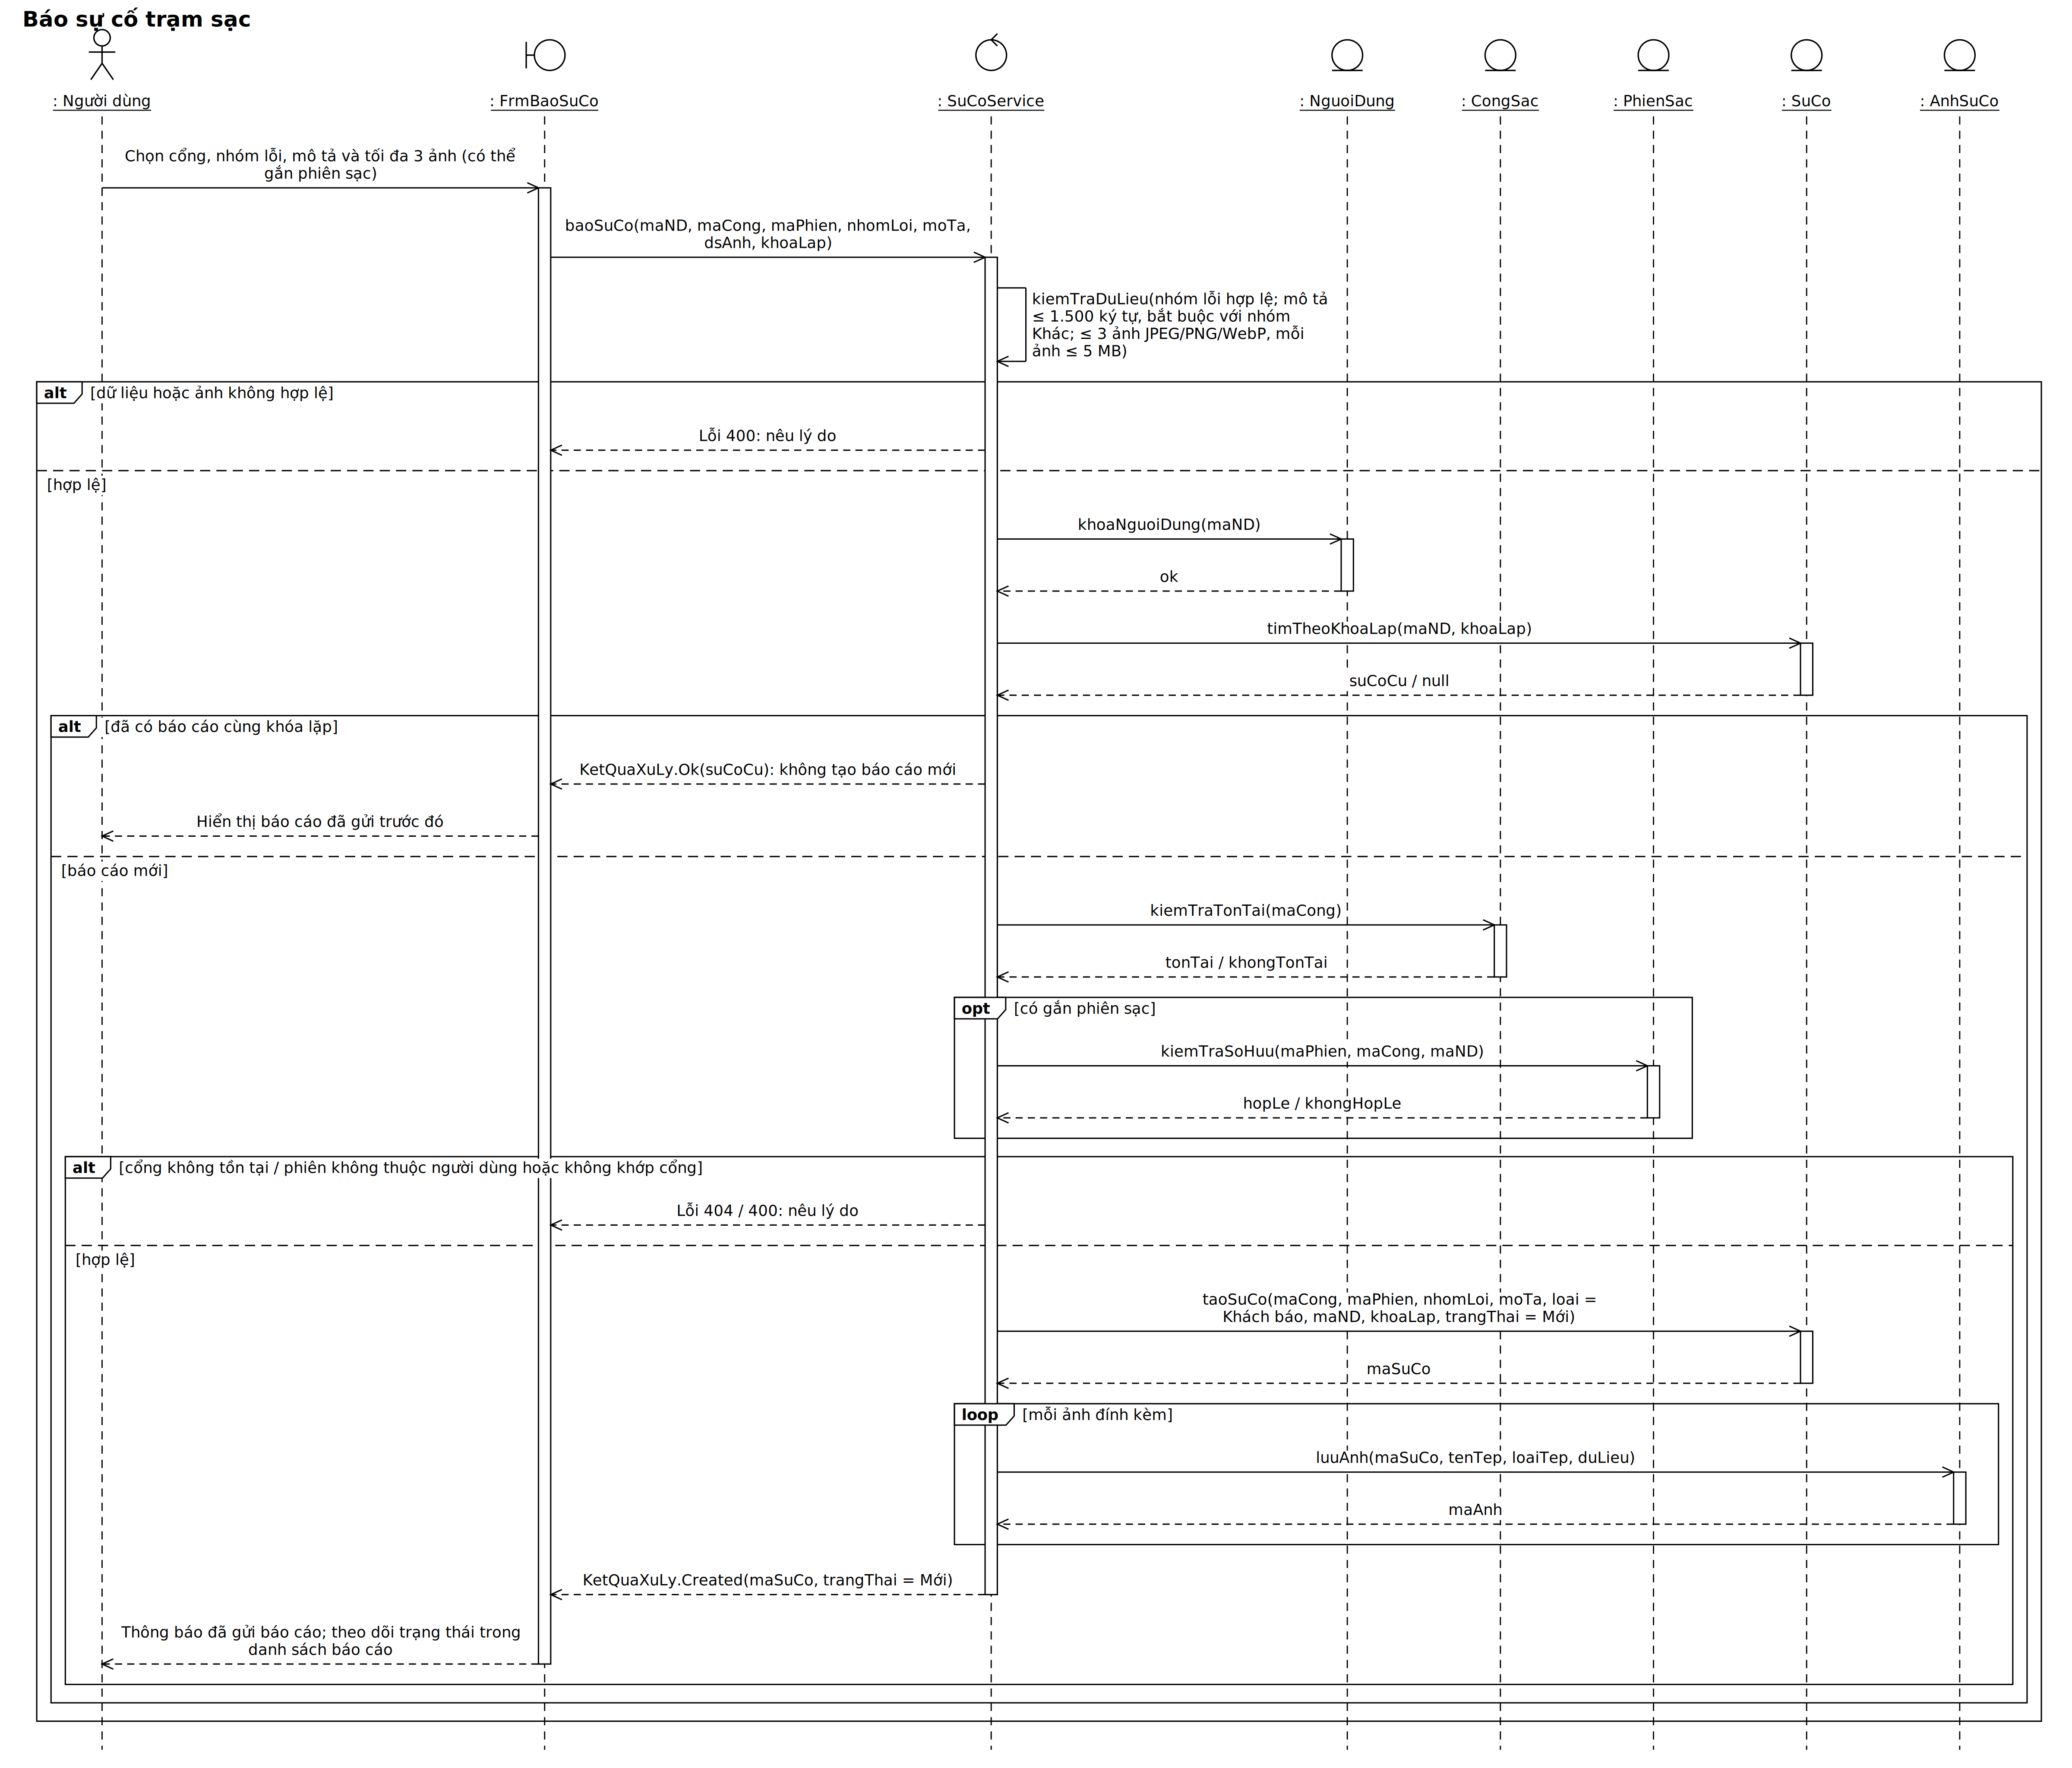 Báo sự cố trạm sạc
: Người dùng
: FrmBaoSuCo
: SuCoService
: NguoiDung
: CongSac
: PhienSac
: SuCo
: AnhSuCo
Chọn cổng, nhóm lỗi, mô tả và tối đa 3 ảnh (có thể
gắn phiên sạc)
baoSuCo(maND, maCong, maPhien, nhomLoi, moTa,
dsAnh, khoaLap)
kiemTraDuLieu(nhóm lỗi hợp lệ; mô tả
≤ 1.500 ký tự, bắt buộc với nhóm
Khác; ≤ 3 ảnh JPEG/PNG/WebP, mỗi
ảnh ≤ 5 MB)
alt [dữ liệu hoặc ảnh không hợp lệ]
Lỗi 400: nêu lý do
[hợp lệ]
khoaNguoiDung(maND)
ok
timTheoKhoaLap(maND, khoaLap)
suCoCu / null
alt [đã có báo cáo cùng khóa lặp]
KetQuaXuLy.Ok(suCoCu): không tạo báo cáo mới
Hiển thị báo cáo đã gửi trước đó
[báo cáo mới]
kiemTraTonTai(maCong)
tonTai / khongTonTai
opt [có gắn phiên sạc]
kiemTraSoHuu(maPhien, maCong, maND)
hopLe / khongHopLe
alt [cổng không tồn tại / phiên không thuộc người dùng hoặc không khớp cổng]
Lỗi 404 / 400: nêu lý do
[hợp lệ]
taoSuCo(maCong, maPhien, nhomLoi, moTa, loai =
Khách báo, maND, khoaLap, trangThai = Mới)
maSuCo
loop [mỗi ảnh đính kèm]
luuAnh(maSuCo, tenTep, loaiTep, duLieu)
maAnh
KetQuaXuLy.Created(maSuCo, trangThai = Mới)
Thông báo đã gửi báo cáo; theo dõi trạng thái trong
danh sách báo cáo